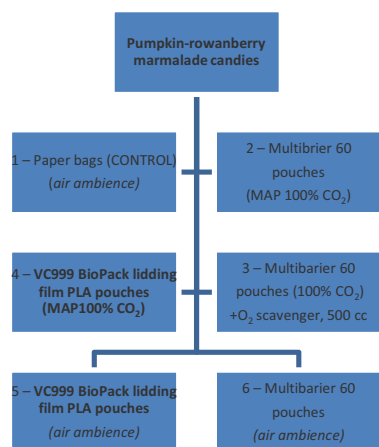 Pumpkin-rowanberry
marmalade candies
1 – Paper bags (CONTROL)
(air ambience)
2 – Multibrier 60
pouches
(MAP 100% CO₂)
4 – VC999 BioPack lidding
film PLA pouches
(MAP100% CO₂)
3 – Multibarier 60
pouches (100% CO₂)
+O₂ scavenger, 500 cc
5 – VC999 BioPack lidding
film PLA pouches
(air ambience)
6 – Multibarier 60
pouches
(air ambience)